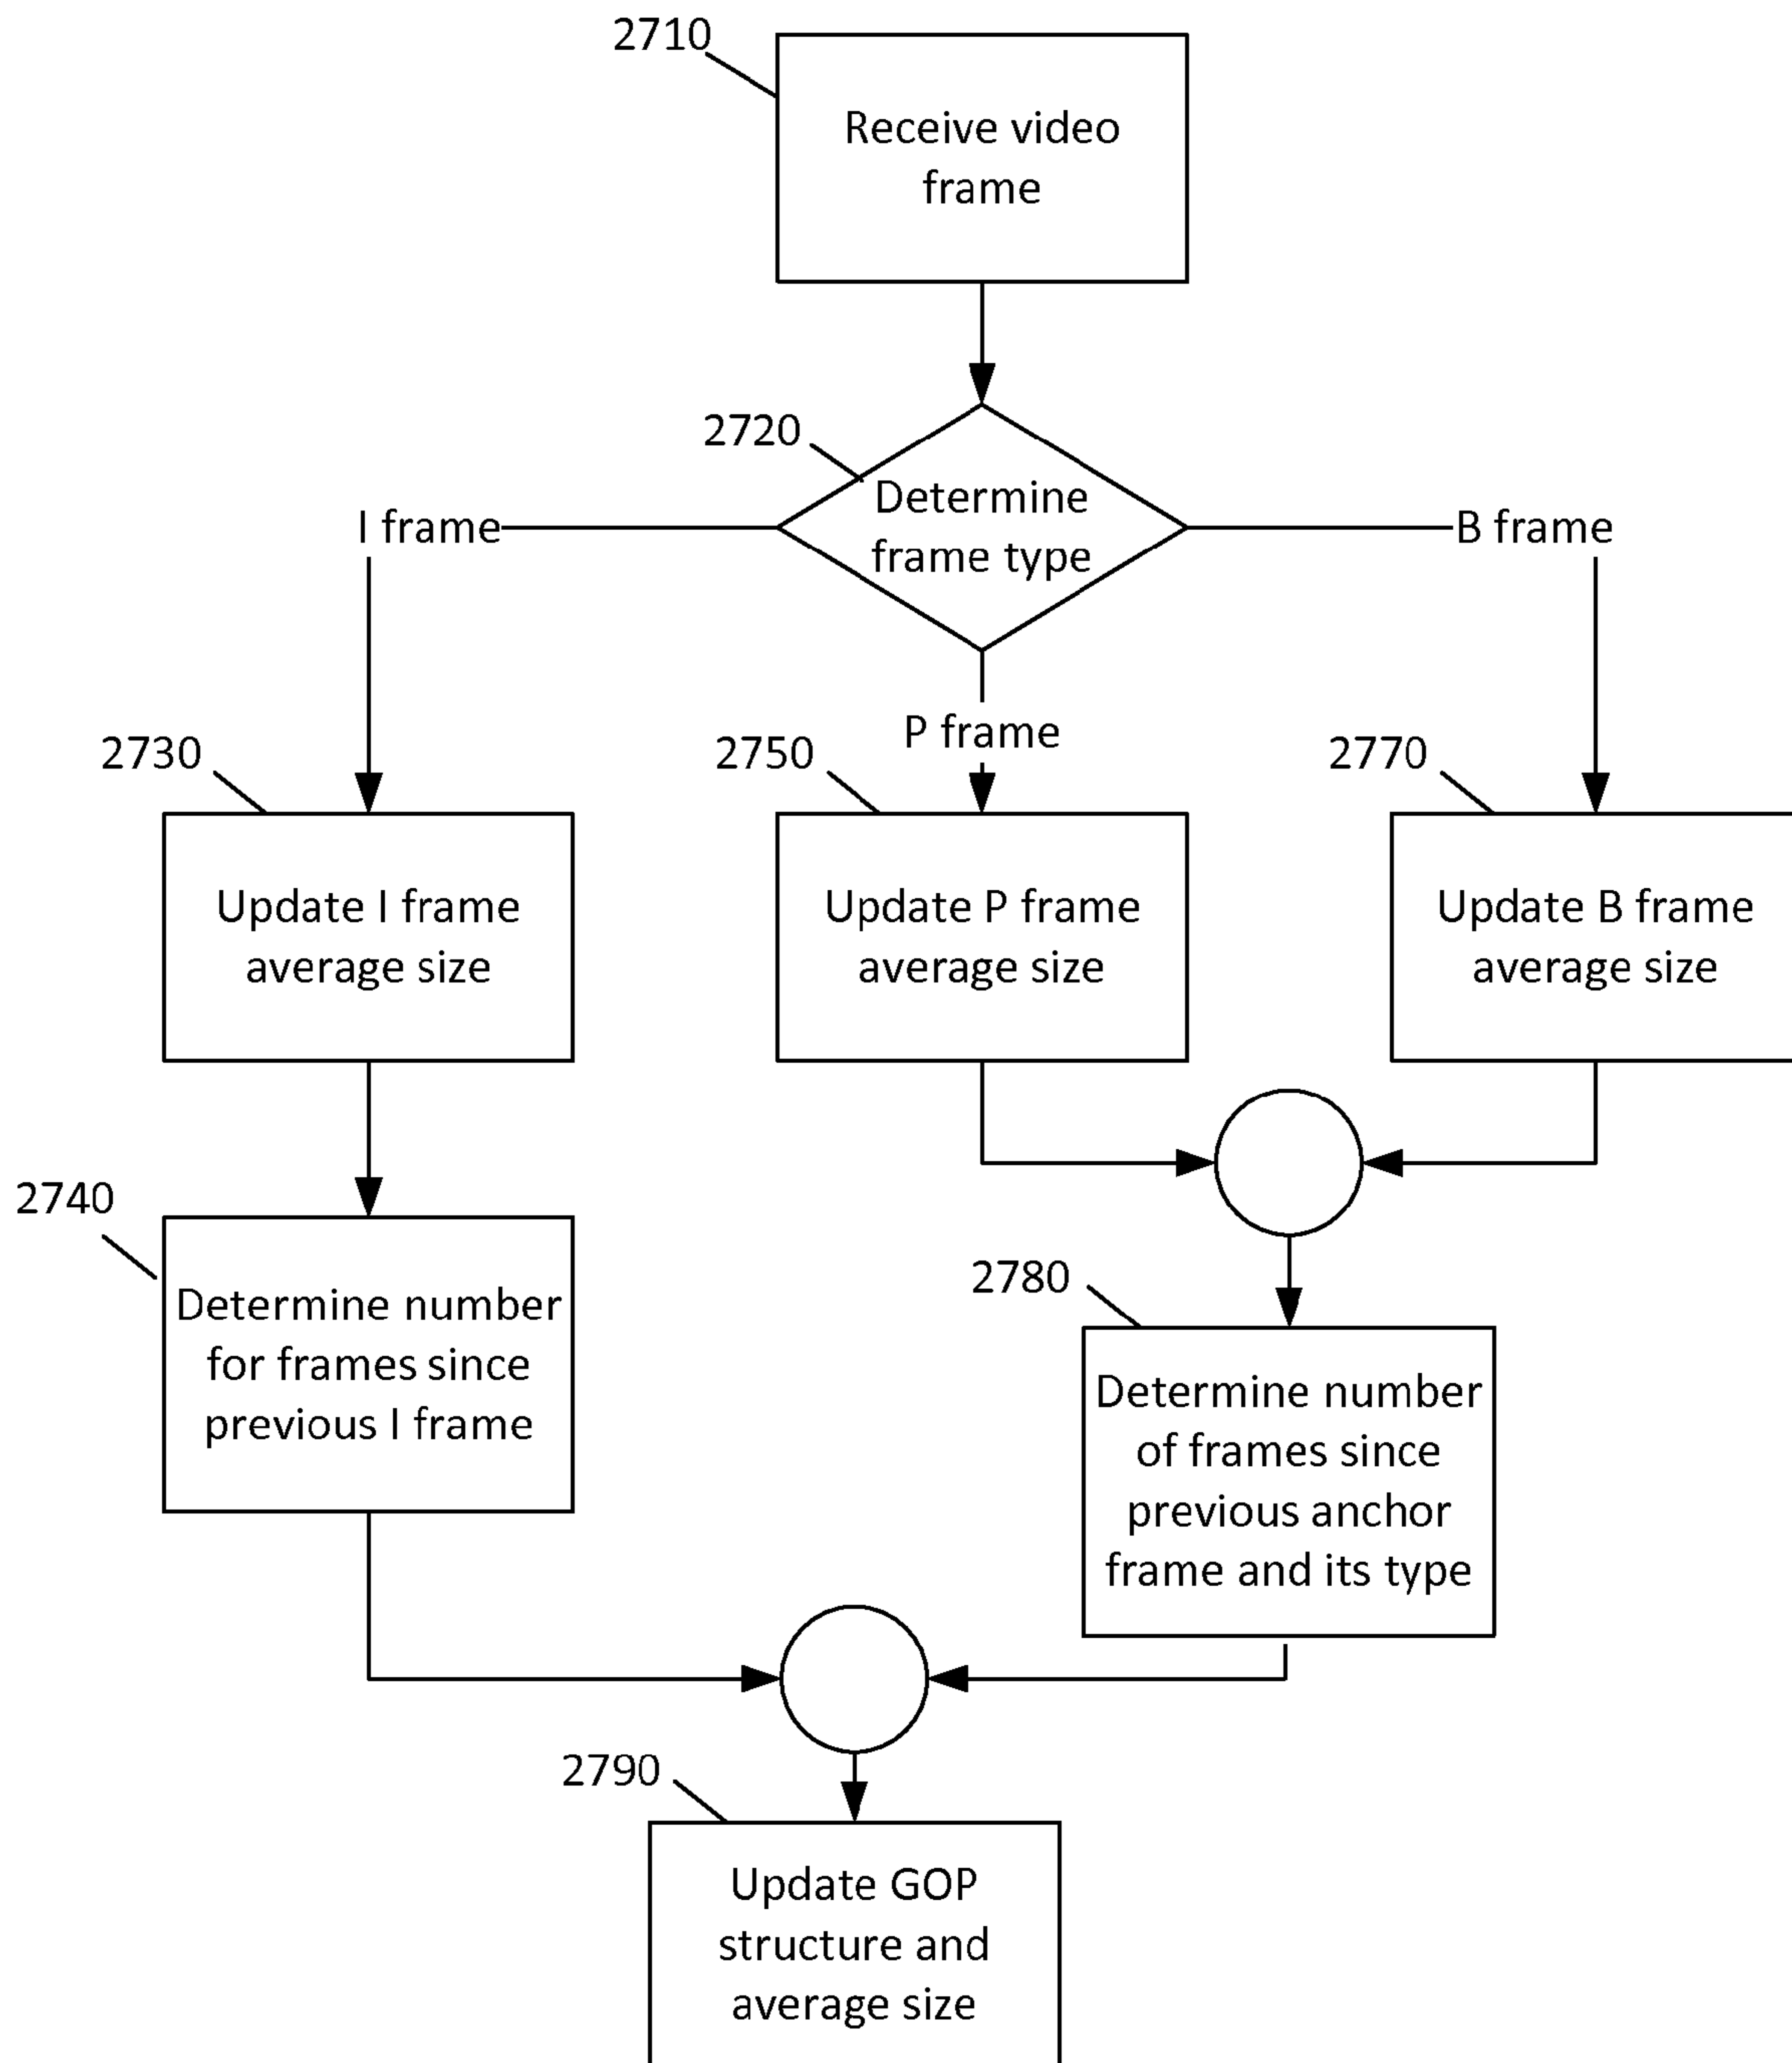 2710
Receive video
frame
2720
Determine
frame type
I frame
B frame
P frame
2730
2750
2770
Update I frame
average size
Update P frame
average size
Update B frame
average size
2740
Determine number
for frames since
previous I frame
2780
Determine number
of frames since
previous anchor
frame and its type
2790
Update GOP
structure and
average size